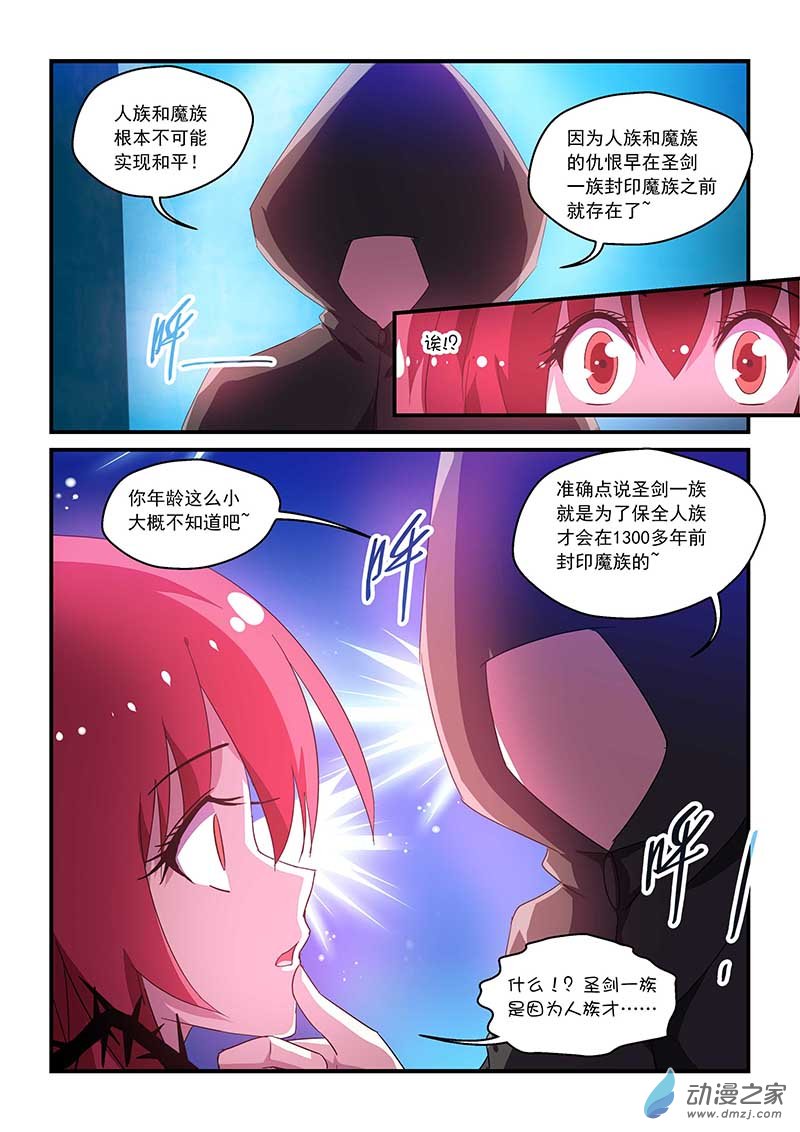 人族和魔族
根本不可能
实现和平！
因为人族和魔族
的仇恨早在圣剑
一族封印魔族之前
就存在了~
呼——
诶!?
你年龄这么小
大概不知道吧~
呼
准确点说圣剑一族
就是为了保全人族
才会在1300多年前
封印魔族的~
呼——!
什么！？圣剑一族
是因为人族才……
动漫之家
www.dmzj.com